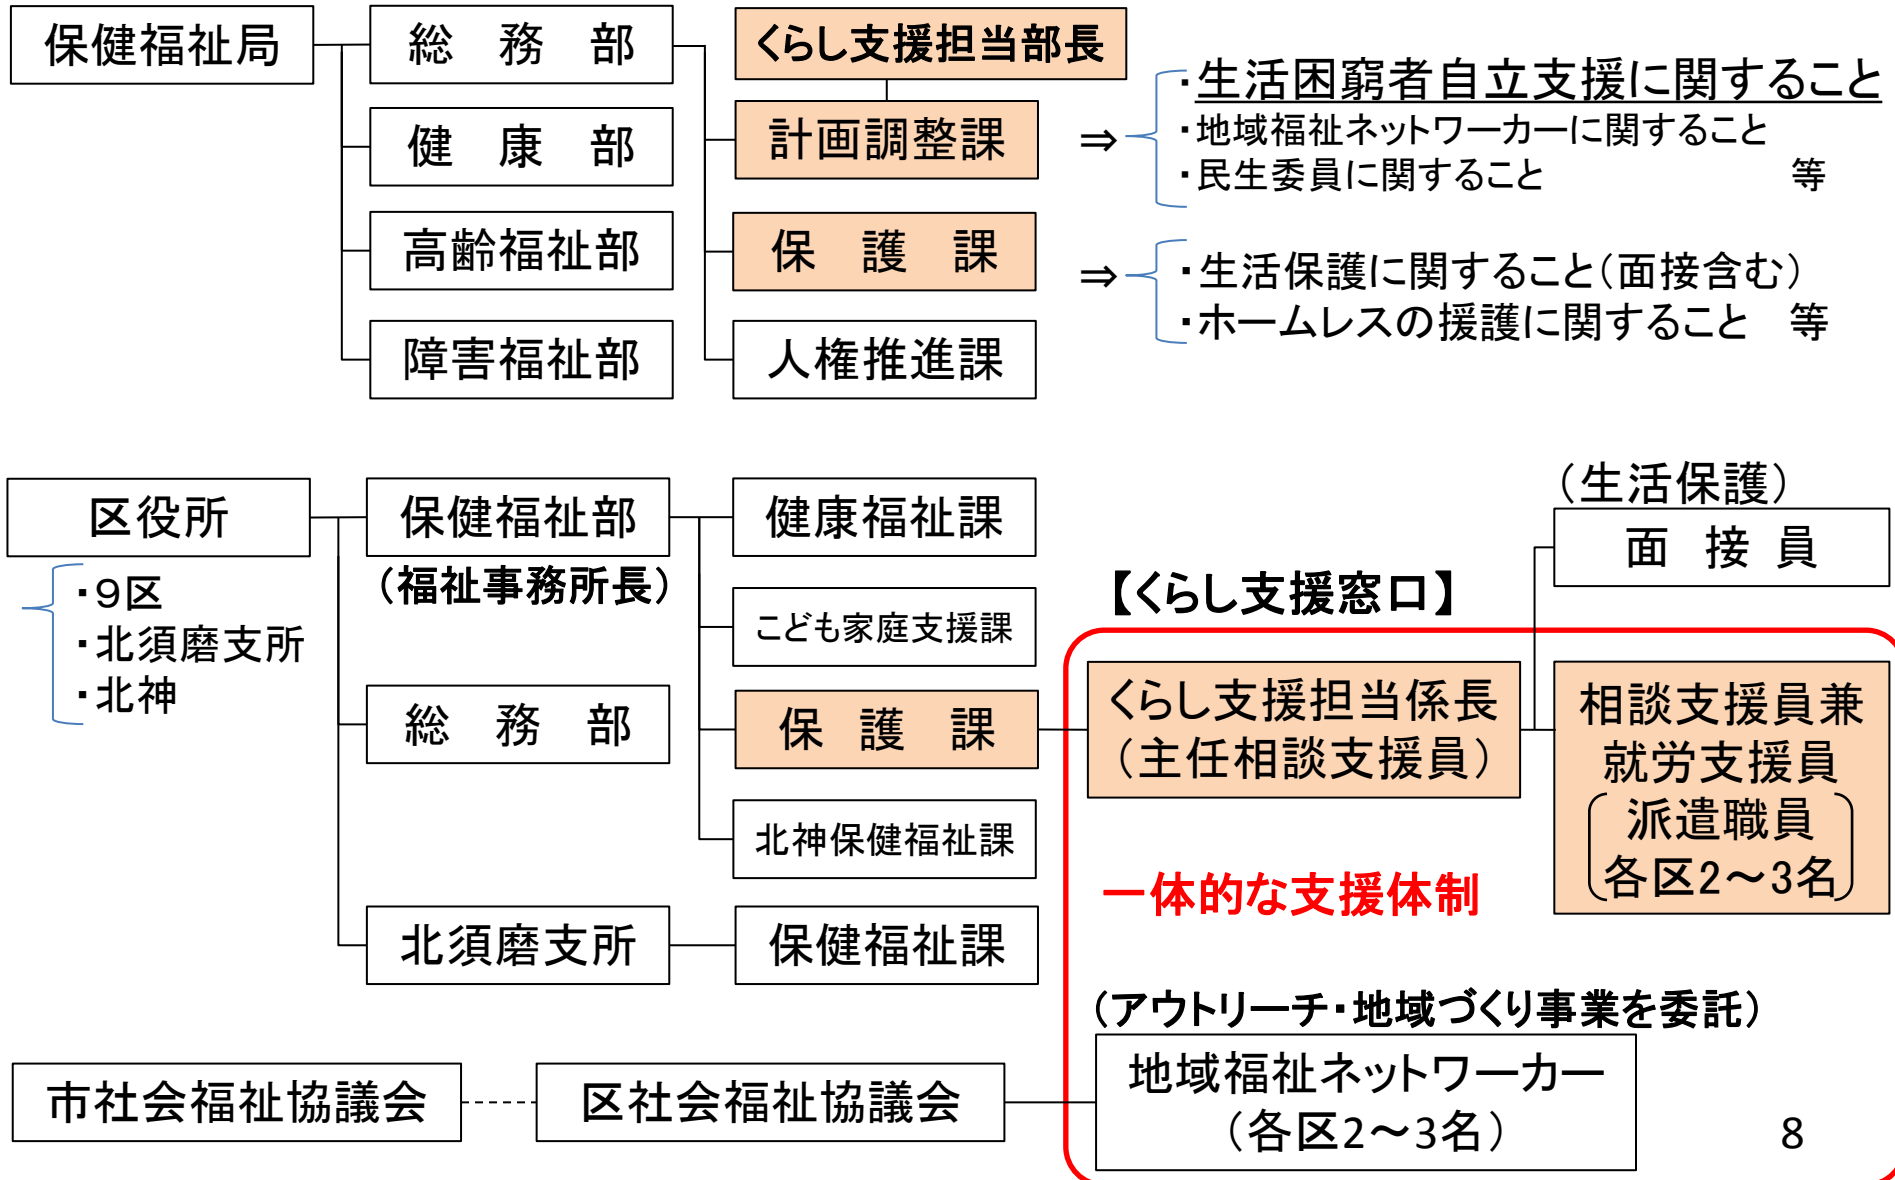 保健福祉局
総　務　部
健　康　部
高齢福祉部
障害福祉部
くらし支援担当部長
計画調整課
保　護　課
人権推進課
⇒
・生活困窮者自立支援に関すること
・地域福祉ネットワーカーに関すること
・民生委員に関すること　　　　　　等
⇒
・生活保護に関すること（面接含む）
・ホームレスの援護に関すること　等
区役所
・９区
・北須磨支所
・北神
保健福祉部
（福祉事務所長）
総　務　部
北須磨支所
健康福祉課
こども家庭支援課
保　護　課
北神保健福祉課
保健福祉課
（生活保護）
面　接　員
【くらし支援窓口】
くらし支援担当係長
（主任相談支援員）
相談支援員兼
就労支援員
派遣職員
各区2～3名
一体的な支援体制
（アウトリーチ・地域づくり事業を委託）
地域福祉ネットワーカー
（各区2～3名）
市社会福祉協議会
区社会福祉協議会
8